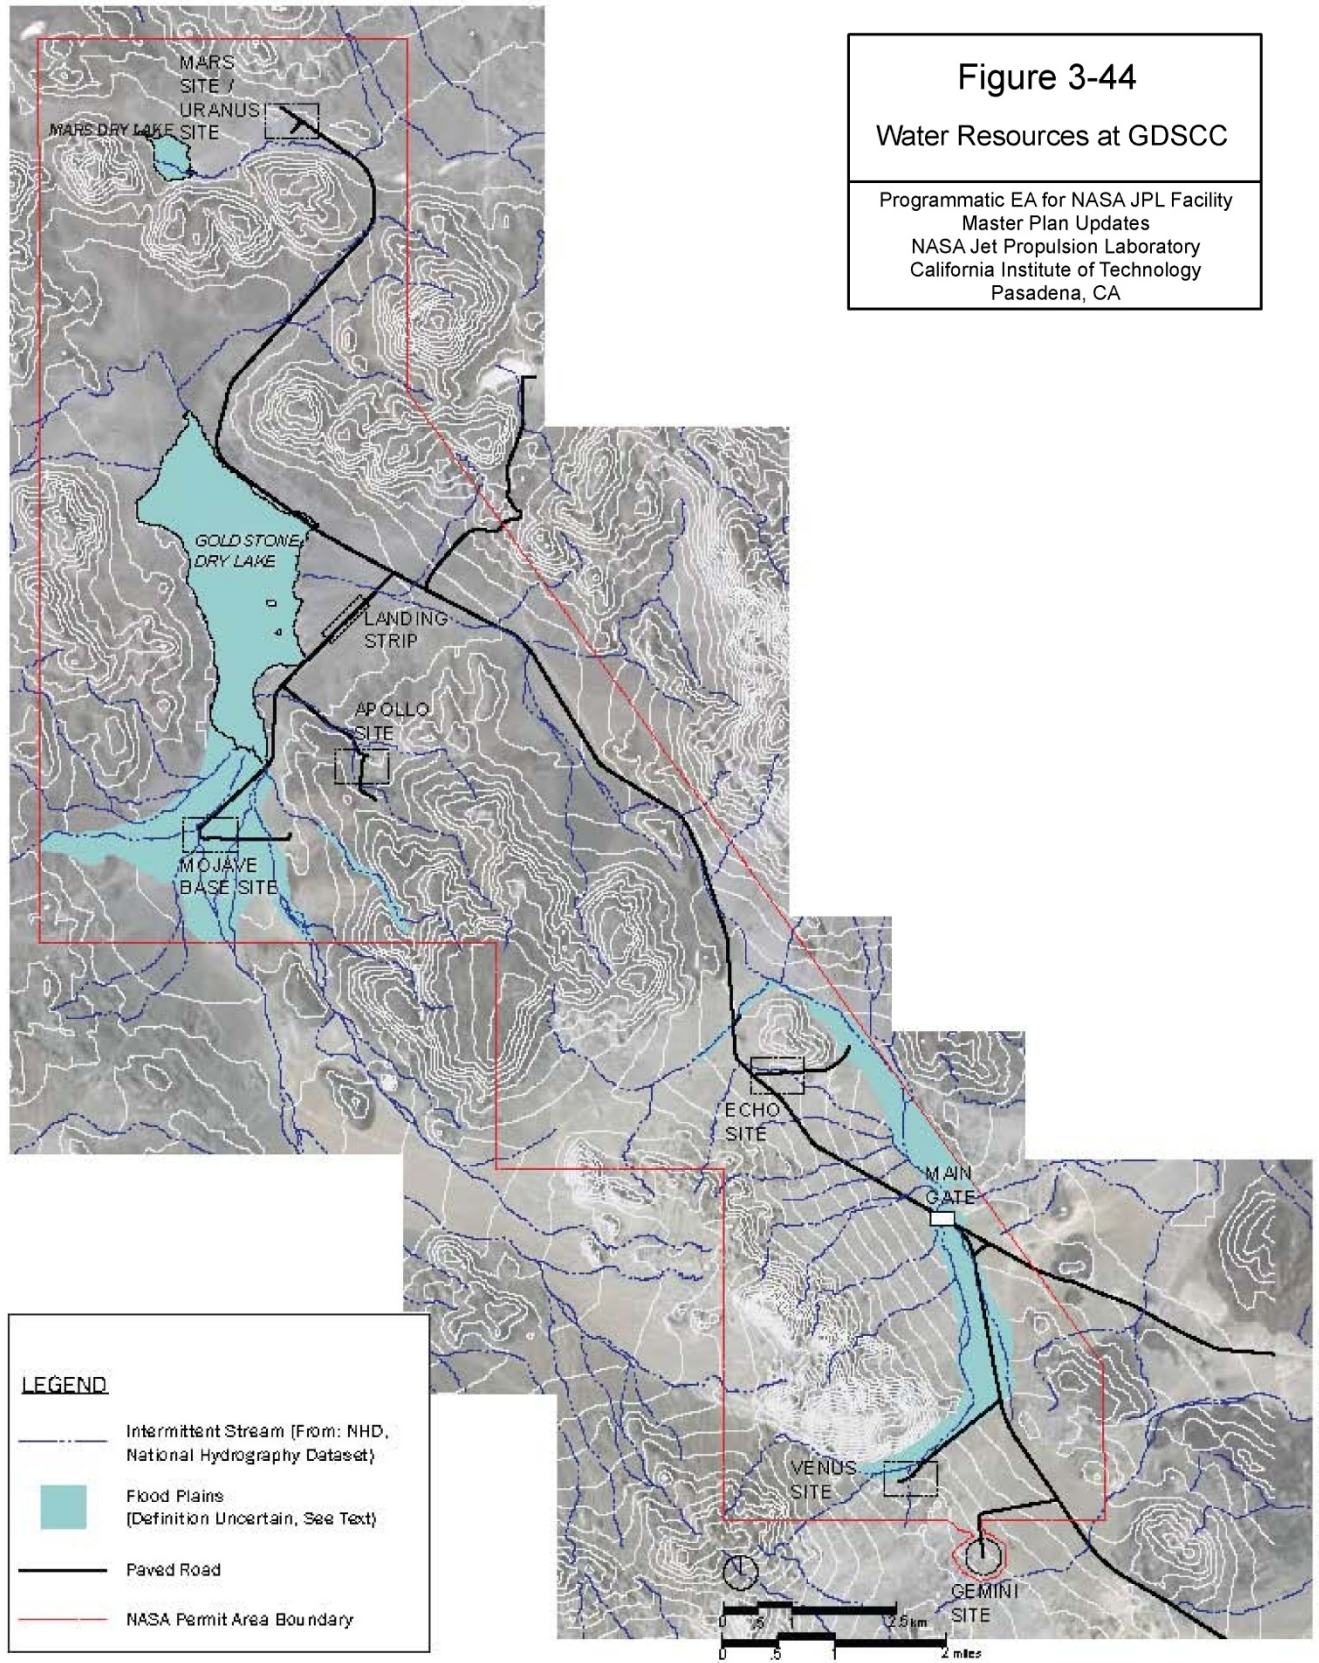 Figure 3-44
Water Resources at GDSCC
Programmatic EA for NASA JPL Facility
Master Plan Updates
NASA Jet Propulsion Laboratory
California Institute of Technology
Pasadena, CA
MARS
SITE /
URANUS
SITE
MARS DRY LAKE
GOLDSTONE
DRY LAKE
LANDING
STRIP
APOLLO
SITE
MOJAVE
BASE SITE
ECHO
SITE
MAIN
GATE
VENUS
SITE
GEMINI
SITE
LEGEND
Intermittent Stream (From: NHD,
National Hydrography Dataset)
Flood Plains
(Definition Uncertain, See Text)
Paved Road
NASA Permit Area Boundary
0 .5 1 2.5 km
0 .5 1 2 miles